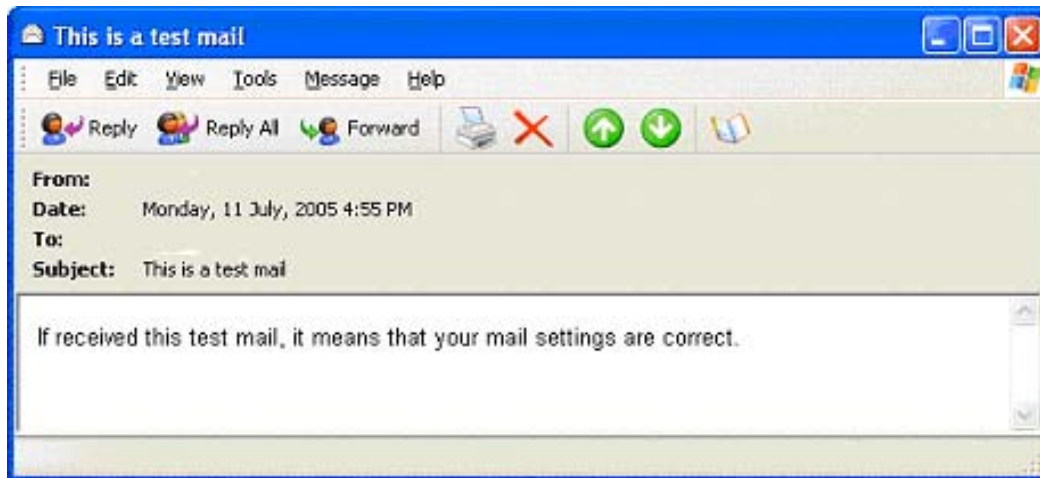 This is a test mail
File Edit View Tools Message Help
Reply Reply All Forward
From:
Date: Monday, 11 July, 2005 4:55 PM
To:
Subject: This is a test mail
If received this test mail, it means that your mail settings are correct.